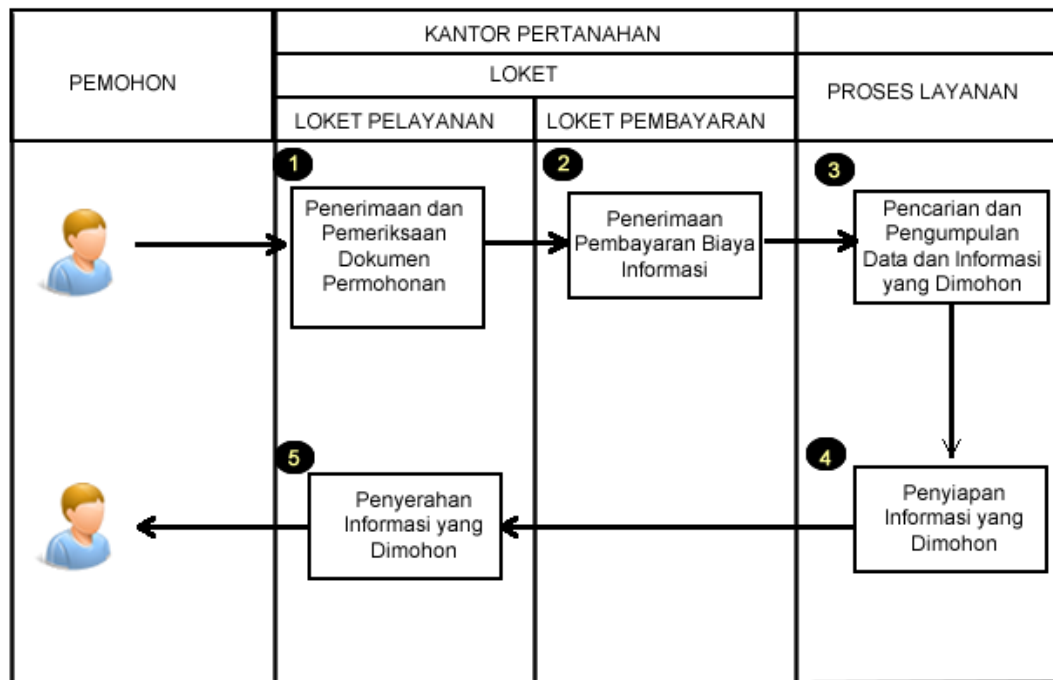 KANTOR PERTANAHAN
PEMOHON
LOKET
PROSES LAYANAN
LOKET PELAYANAN
LOKET PEMBAYARAN
1
Penerimaan dan
Pemeriksaan
Dokumen
Permohonan
2
Penerimaan
Pembayaran Biaya
Informasi
3
Pencarian dan
Pengumpulan
Data dan Informasi
yang Dimohon
5
Penyerahan
Informasi yang
Dimohon
4
Penyiapan
Informasi yang
Dimohon